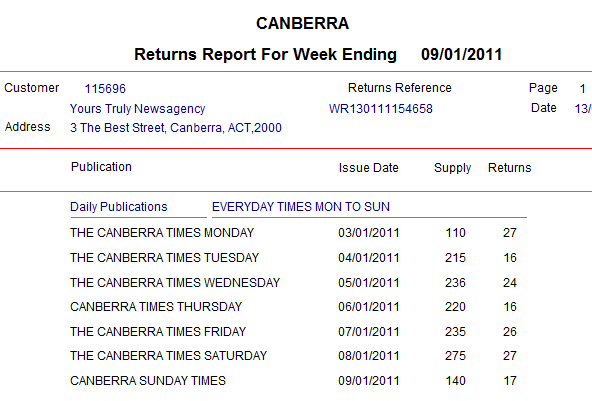 CANBERRA
Returns Report For Week Ending 09/01/2011
Customer 115696 Returns Reference Page 1
Yours Truly Newsagency WR130111154658 Date 13/
Address 3 The Best Street, Canberra, ACT,2000
Publication Issue Date Supply Returns
Daily Publications EVERYDAY TIMES MON TO SUN
THE CANBERRA TIMES MONDAY 03/01/2011 110 27
THE CANBERRA TIMES TUESDAY 04/01/2011 215 16
THE CANBERRA TIMES WEDNESDAY 05/01/2011 236 24
CANBERRA TIMES THURSDAY 06/01/2011 220 16
THE CANBERRA TIMES FRIDAY 07/01/2011 235 26
THE CANBERRA TIMES SATURDAY 08/01/2011 275 27
CANBERRA SUNDAY TIMES 09/01/2011 140 17